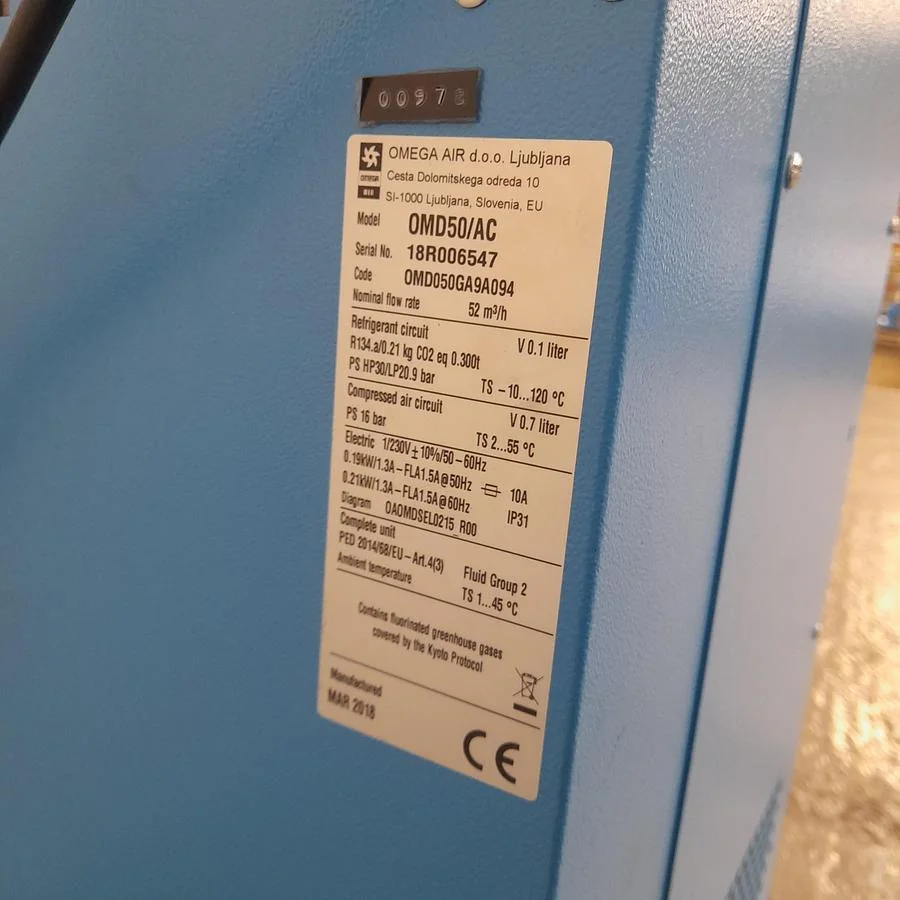 0097
OMEGA AIR
OMEGA AIR d.o.o. Ljubljana
Cesta Dolomitskega odreda 10
SI-1000 Ljubljana, Slovenia, EU
Model OMD50/AC
Serial No. 18R006547
Code OMD050GA9A094
Nominal flow rate 52 m³/h
Refrigerant circuit V 0.1 liter
R134.a/0.21 kg CO2 eq 0.300t
PS HP30/LP20.9 bar TS -10...120 °C
Compressed air circuit V 0.7 liter
PS 16 bar TS 2...55 °C
Electric 1/230V±10%/50-60Hz
0.19kW/1.3A-FLA1.5A@50Hz 10A
0.21kW/1.3A-FLA1.5A@60Hz IP31
Diagram OAOMDSEL0215_R00
Complete unit
PED 2014/68/EU-Art.4(3) Fluid Group 2
Ambient temperature TS 1...45 °C
Contains fluorinated greenhouse gases
covered by the Kyoto Protocol
Manufactured
MAR 2018
CE